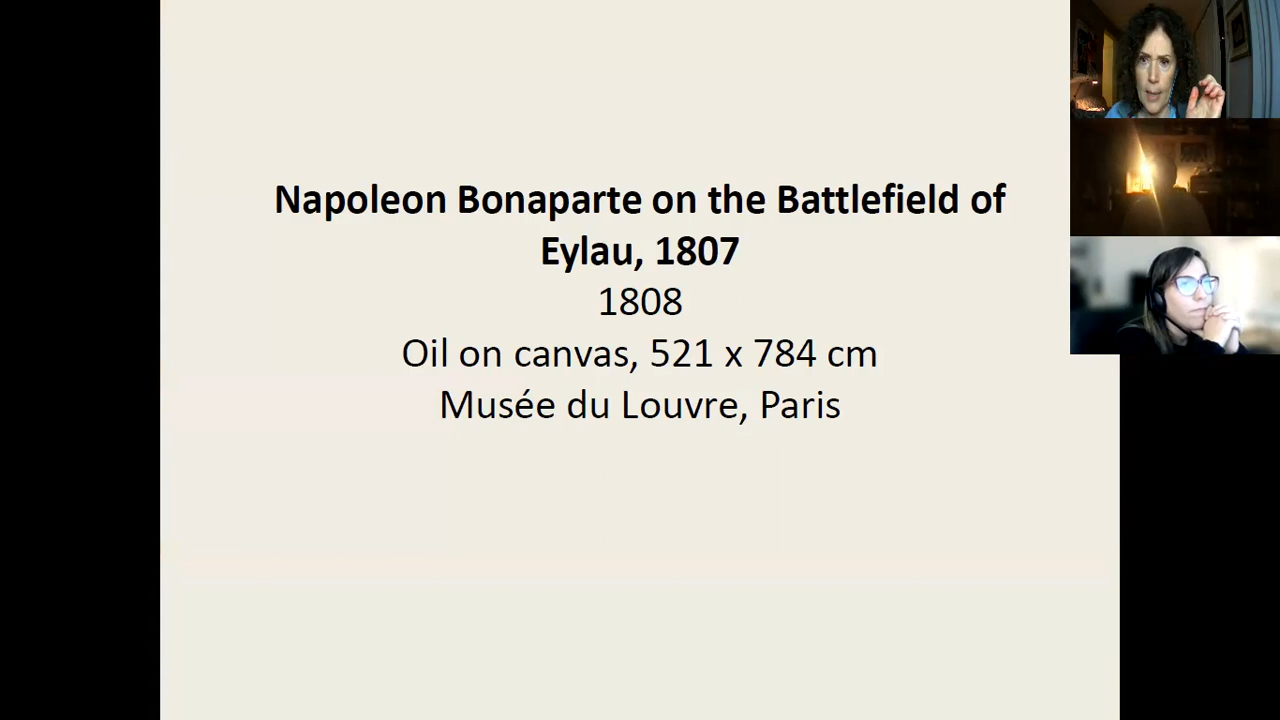 Napoleon Bonaparte on the Battlefield of
Eylau, 1807
1808
Oil on canvas, 521 x 784 cm
Musée du Louvre, Paris